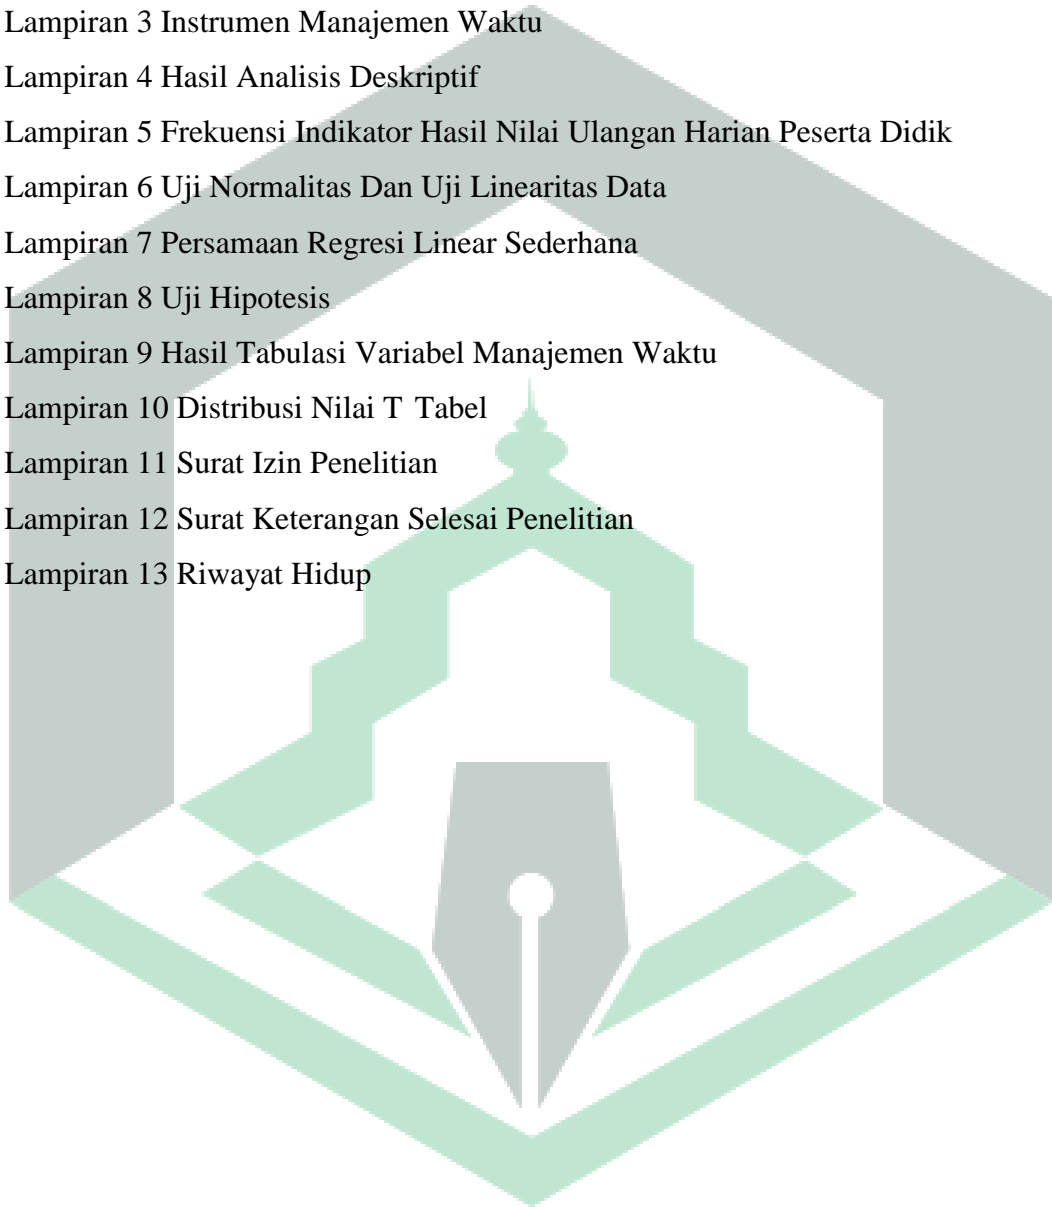 Lampiran 3 Instrumen Manajemen Waktu
Lampiran 4 Hasil Analisis Deskriptif
Lampiran 5 Frekuensi Indikator Hasil Nilai Ulangan Harian Peserta Didik
Lampiran 6 Uji Normalitas Dan Uji Linearitas Data
Lampiran 7 Persamaan Regresi Linear Sederhana
Lampiran 8 Uji Hipotesis
Lampiran 9 Hasil Tabulasi Variabel Manajemen Waktu
Lampiran 10 Distribusi Nilai T Tabel
Lampiran 11 Surat Izin Penelitian
Lampiran 12 Surat Keterangan Selesai Penelitian
Lampiran 13 Riwayat Hidup